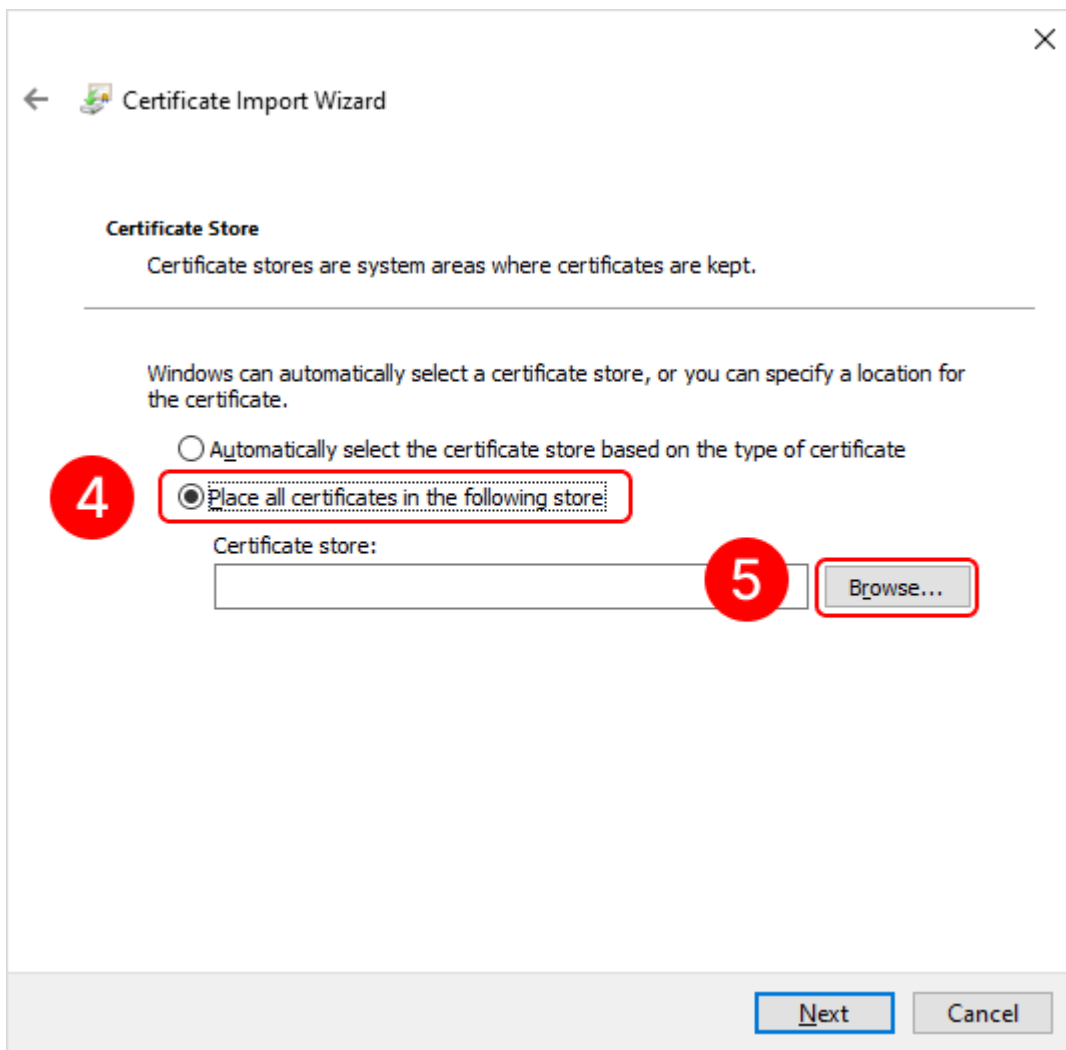 Certificate Import Wizard
Certificate Store
Certificate stores are system areas where certificates are kept.
Windows can automatically select a certificate store, or you can specify a location for
the certificate.
Automatically select the certificate store based on the type of certificate
4
Place all certificates in the following store
Certificate store:
5
Browse...
Next
Cancel